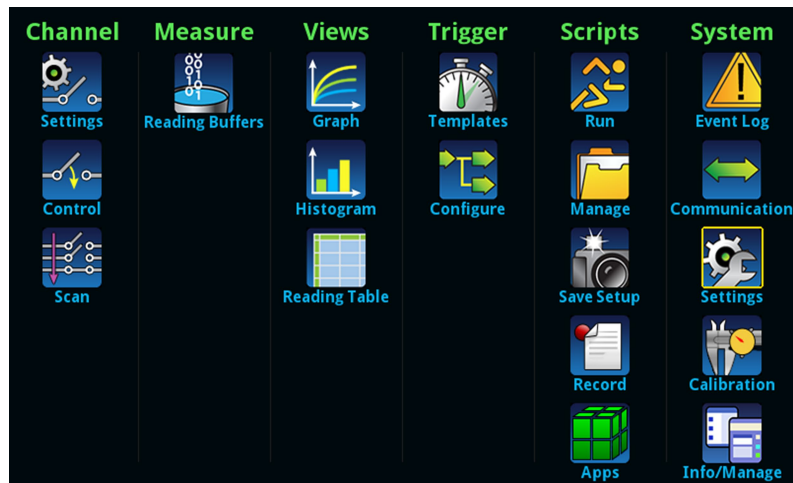 Channel Measure Views Trigger Scripts System
Settings Reading Buffers Graph Templates Run Event Log
Control Histogram Configure Manage Communication
Scan Reading Table Save Setup Settings
Record Calibration
Apps Info/Manage